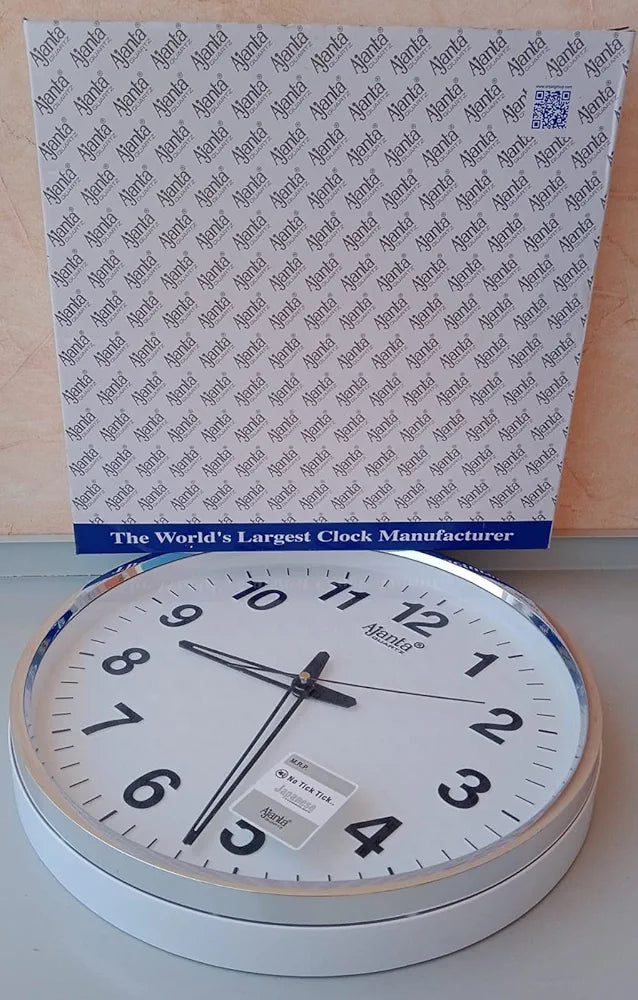 Ajanta®
QUARTZ
The World's Largest Clock Manufacturer
12
1
2
3
4
5
6
7
8
9
10
11
Ajanta®
QUARTZ
M.R.P.
No Tick Tick..
Japanese
Ajanta®